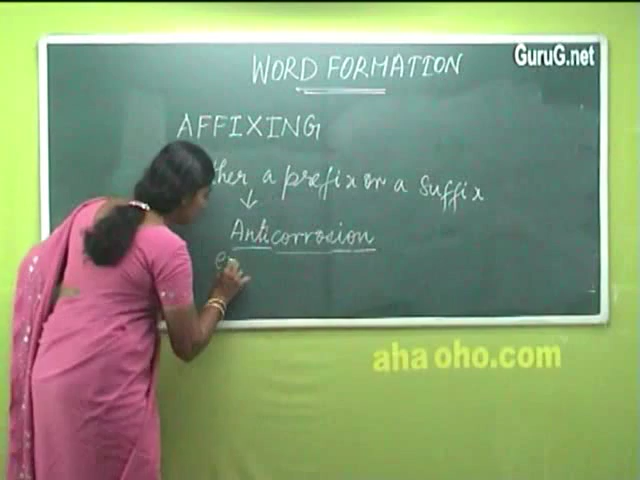 GuruG.net
WORD FORMATION
AFFIXING
a prefix or a suffix
Anticorrosion
aha oho.com